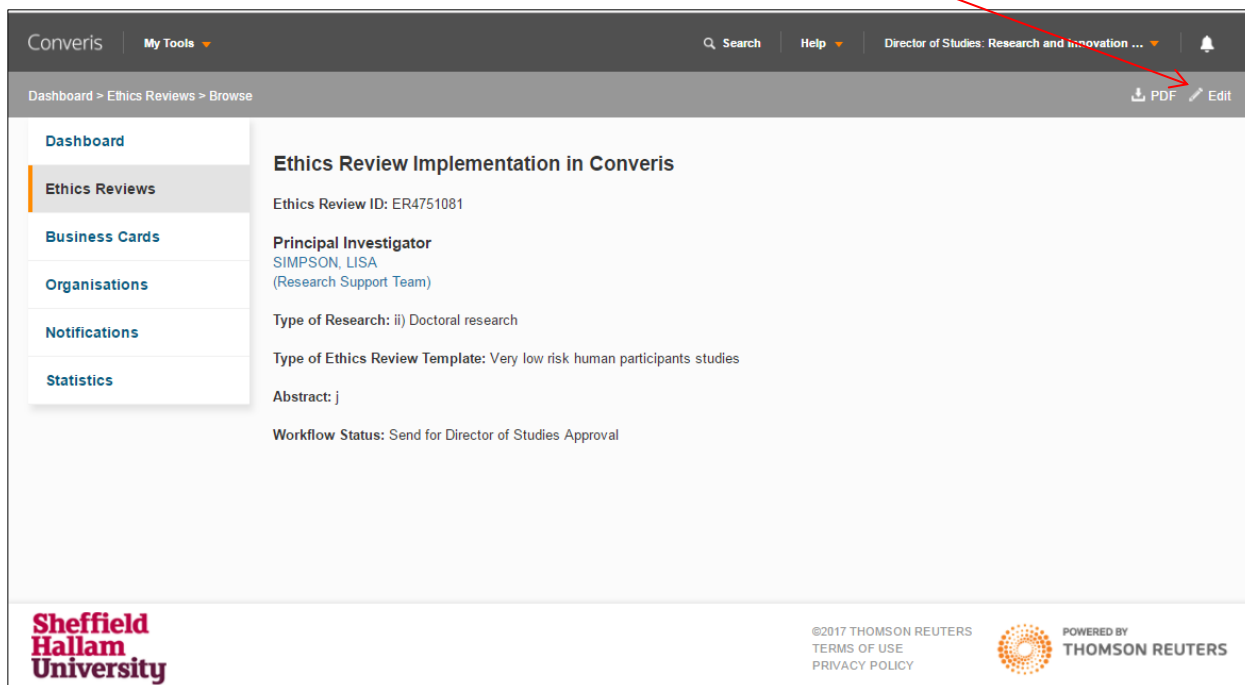 Converis My Tools Search Help Director of Studies: Research and Innovation ...
Dashboard > Ethics Reviews > Browse PDF Edit
Dashboard
Ethics Reviews
Business Cards
Organisations
Notifications
Statistics
Ethics Review Implementation in Converis
Ethics Review ID: ER4751081
Principal Investigator
SIMPSON, LISA
(Research Support Team)
Type of Research: ii) Doctoral research
Type of Ethics Review Template: Very low risk human participants studies
Abstract: j
Workflow Status: Send for Director of Studies Approval
Sheffield
Hallam
University
©2017 THOMSON REUTERS
TERMS OF USE
PRIVACY POLICY
POWERED BY
THOMSON REUTERS